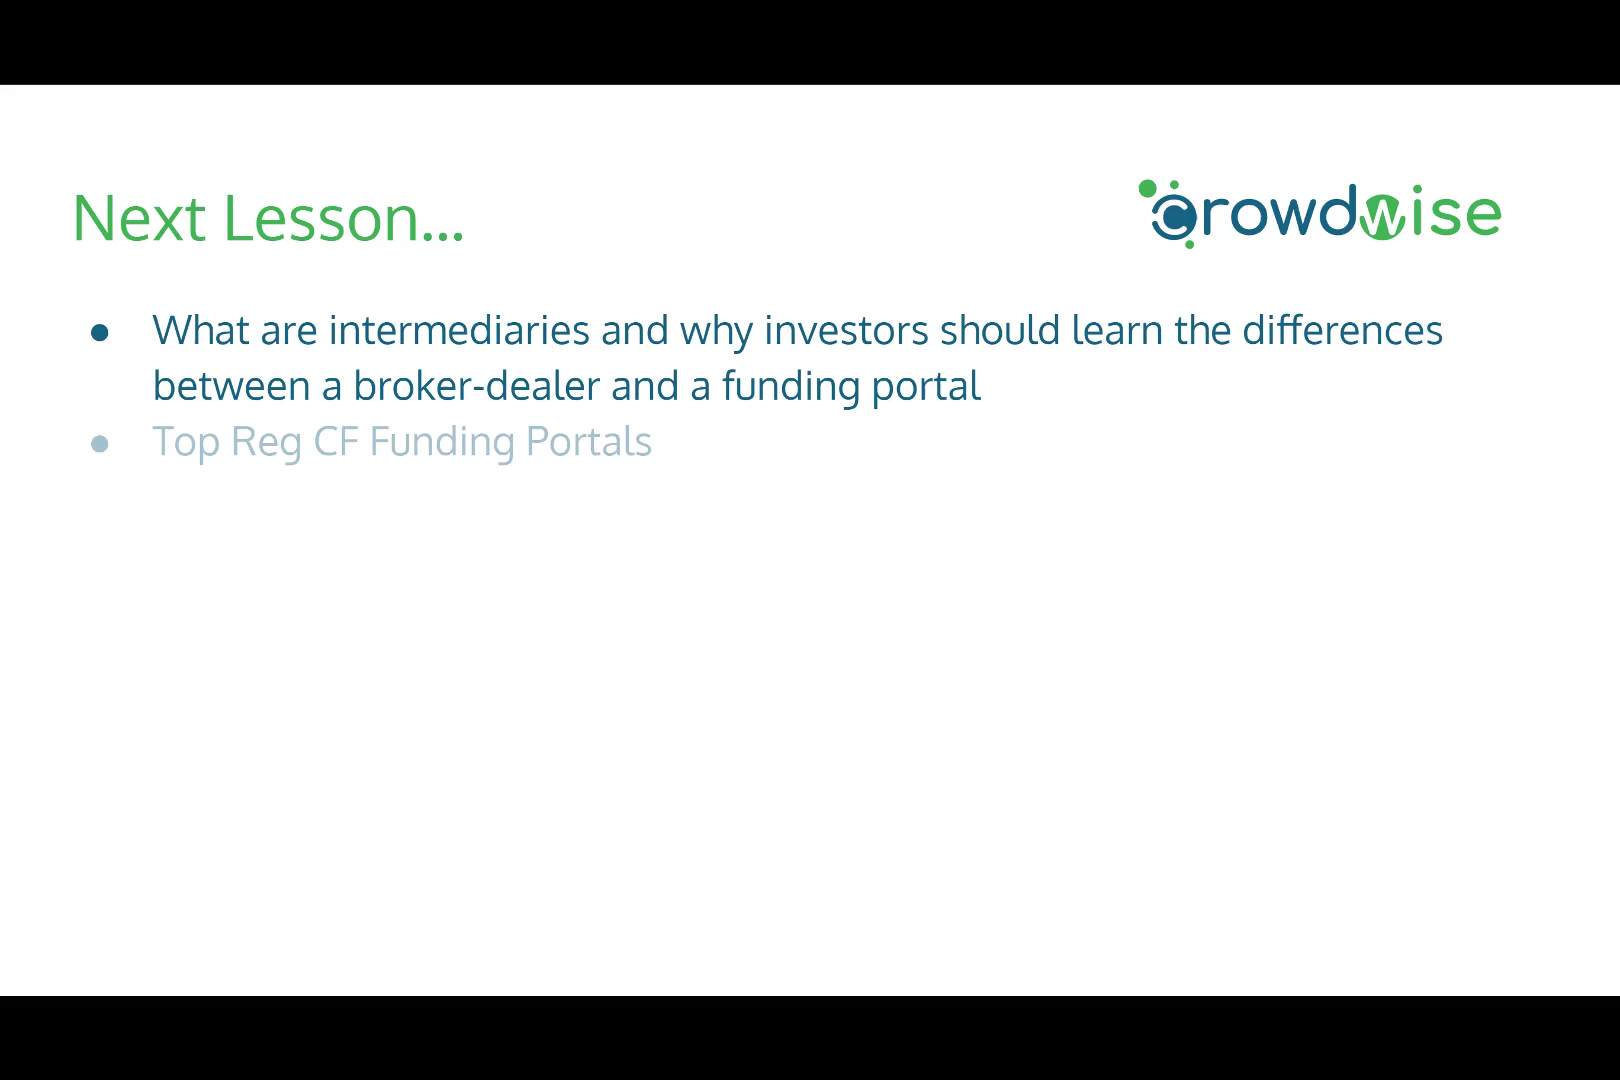 Next Lesson...
crowdwise
● What are intermediaries and why investors should learn the differences
between a broker-dealer and a funding portal
● Top Reg CF Funding Portals